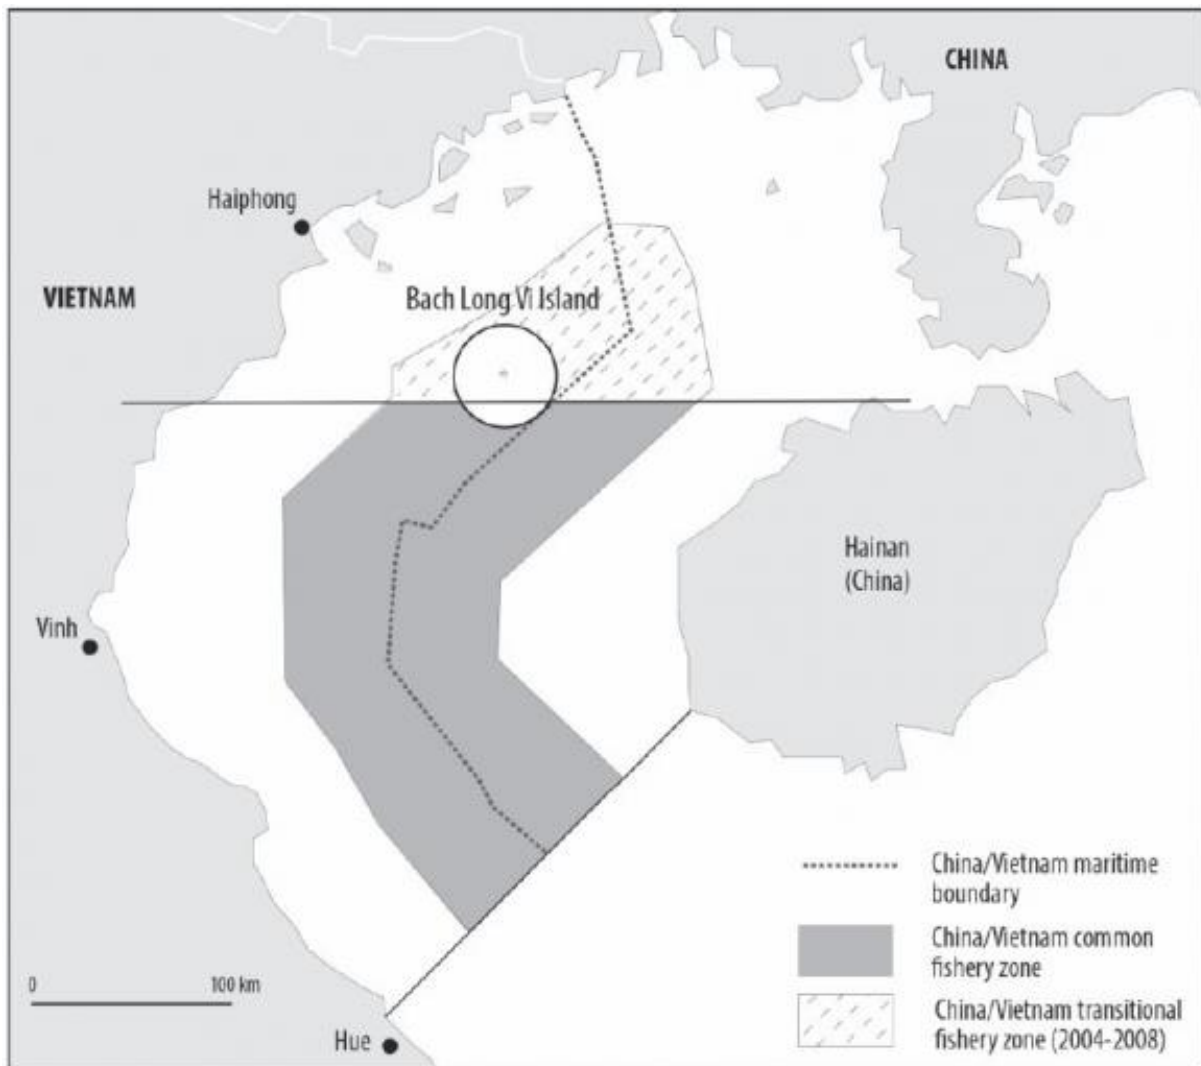 CHINA
Haiphong
VIETNAM
Bach Long Vi Island
Hainan
(China)
Vinh
China/Vietnam maritime
boundary
China/Vietnam common
fishery zone
0 100 km
China/Vietnam transitional
fishery zone (2004-2008)
Hue